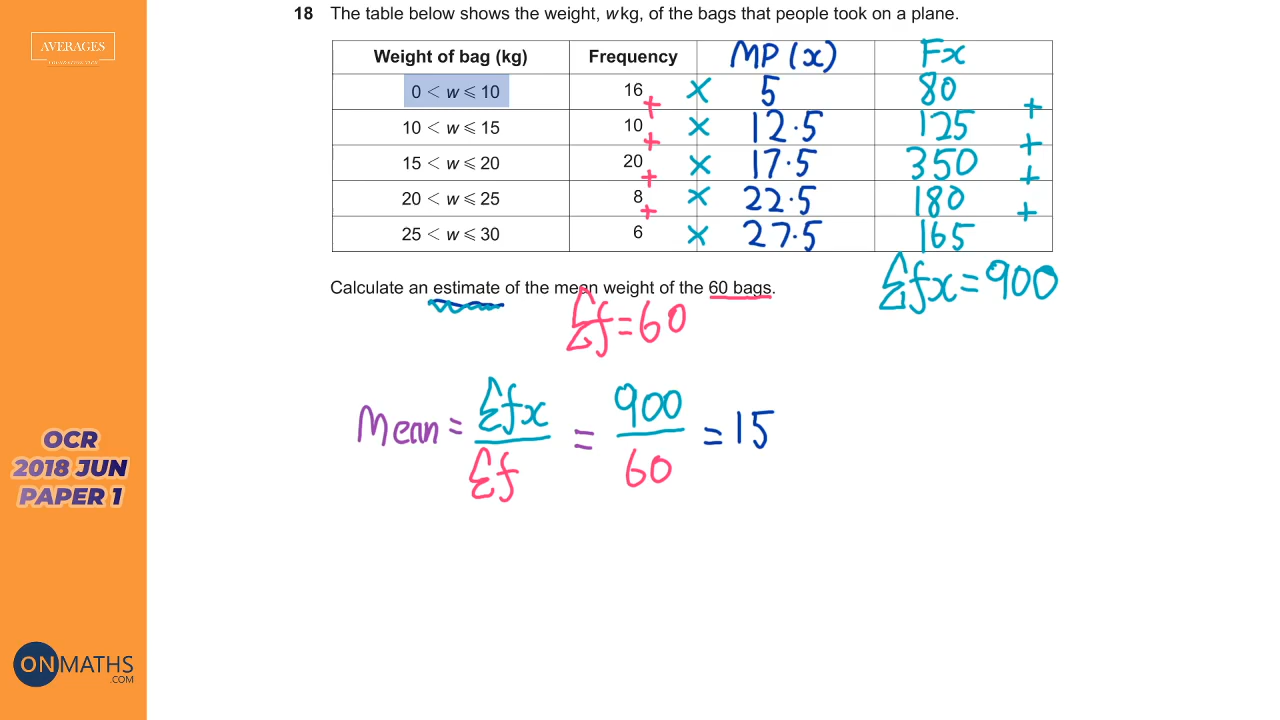 AVERAGES
18 The table below shows the weight, w kg, of the bags that people took on a plane.
Weight of bag (kg) Frequency MP (x) Fx
0 < w ⩽ 10 16 × 5 80
+ +
10 < w ⩽ 15 10 × 12.5 125
+ +
15 < w ⩽ 20 20 × 17.5 350
+ +
20 < w ⩽ 25 8 × 22.5 180
+ +
25 < w ⩽ 30 6 × 27.5 165
Σfx = 900
Calculate an estimate of the mean weight of the 60 bags.
Σf = 60
Mean = Σfx / Σf = 900 / 60 = 15
OCR
2018 JUN
PAPER 1
ONMATHS
.COM